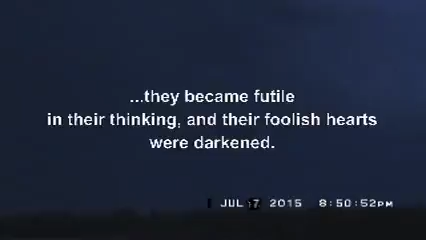 ...they became futile
in their thinking, and their foolish hearts
were darkened.
JUL 17 2015 8:50:52PM